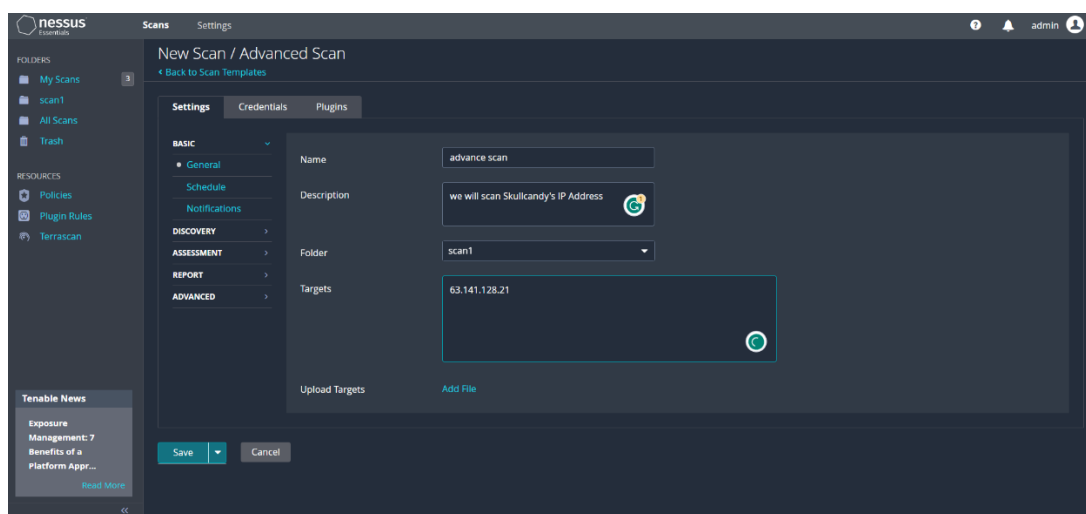 nessus
Essentials
Scans
Settings
admin
FOLDERS
My Scans
3
scan1
All Scans
Trash
RESOURCES
Policies
Plugin Rules
Terrascan
Tenable News
Exposure
Management: 7
Benefits of a
Platform Appr...
Read More
New Scan / Advanced Scan
Back to Scan Templates
Settings
Credentials
Plugins
BASIC
General
Schedule
Notifications
DISCOVERY
ASSESSMENT
REPORT
ADVANCED
Name
advance scan
Description
we will scan Skullcandy's IP Address
Folder
scan1
Targets
63.141.128.21
Upload Targets
Add File
Save
Cancel